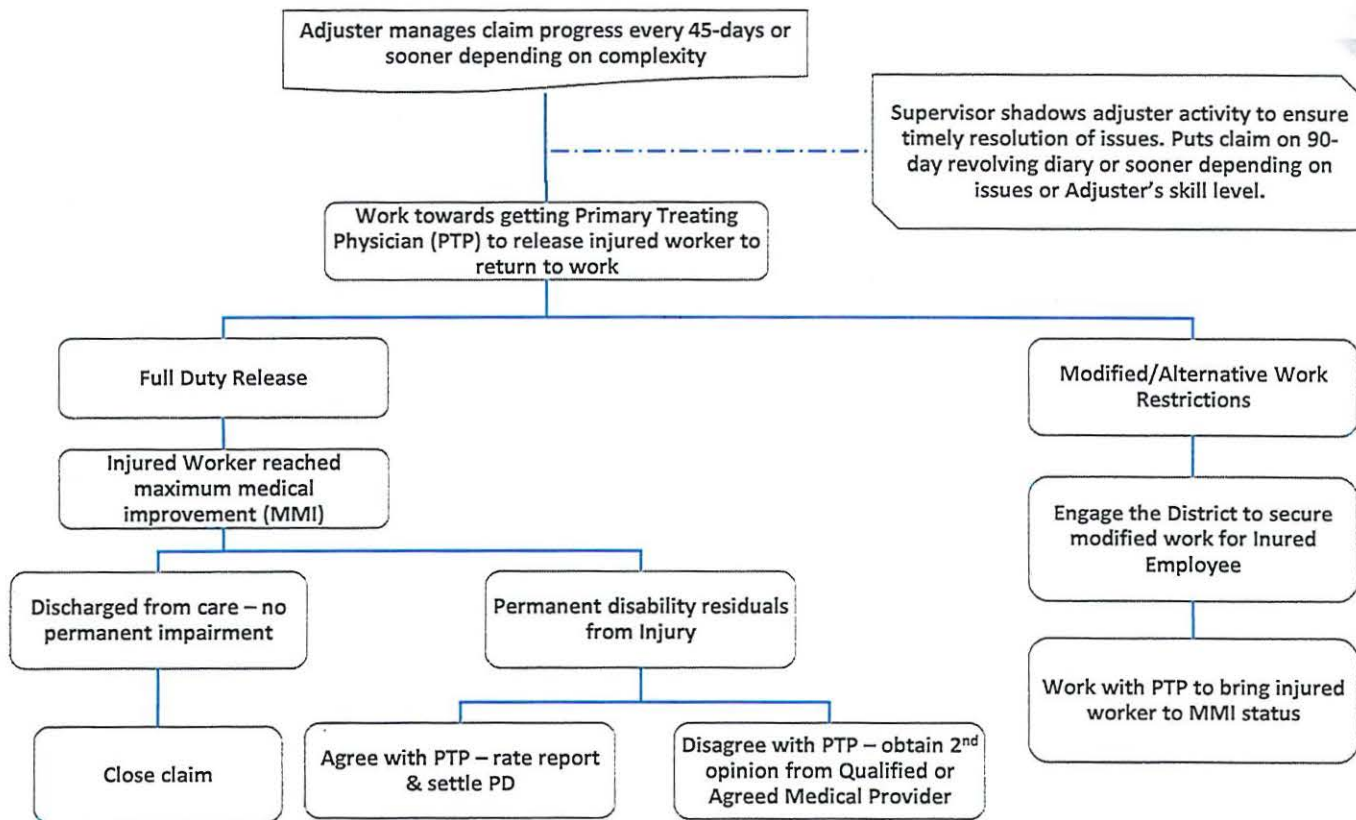 Adjuster manages claim progress every 45-days or
sooner depending on complexity
Supervisor shadows adjuster activity to ensure
timely resolution of issues. Puts claim on 90-
day revolving diary or sooner depending on
issues or Adjuster's skill level.
Work towards getting Primary Treating
Physician (PTP) to release injured worker to
return to work
Full Duty Release
Modified/Alternative Work
Restrictions
Injured Worker reached
maximum medical
improvement (MMI)
Engage the District to secure
modified work for Inured
Employee
Discharged from care – no
permanent impairment
Permanent disability residuals
from Injury
Work with PTP to bring injured
worker to MMI status
Close claim
Agree with PTP – rate report
& settle PD
Disagree with PTP – obtain 2nd
opinion from Qualified or
Agreed Medical Provider